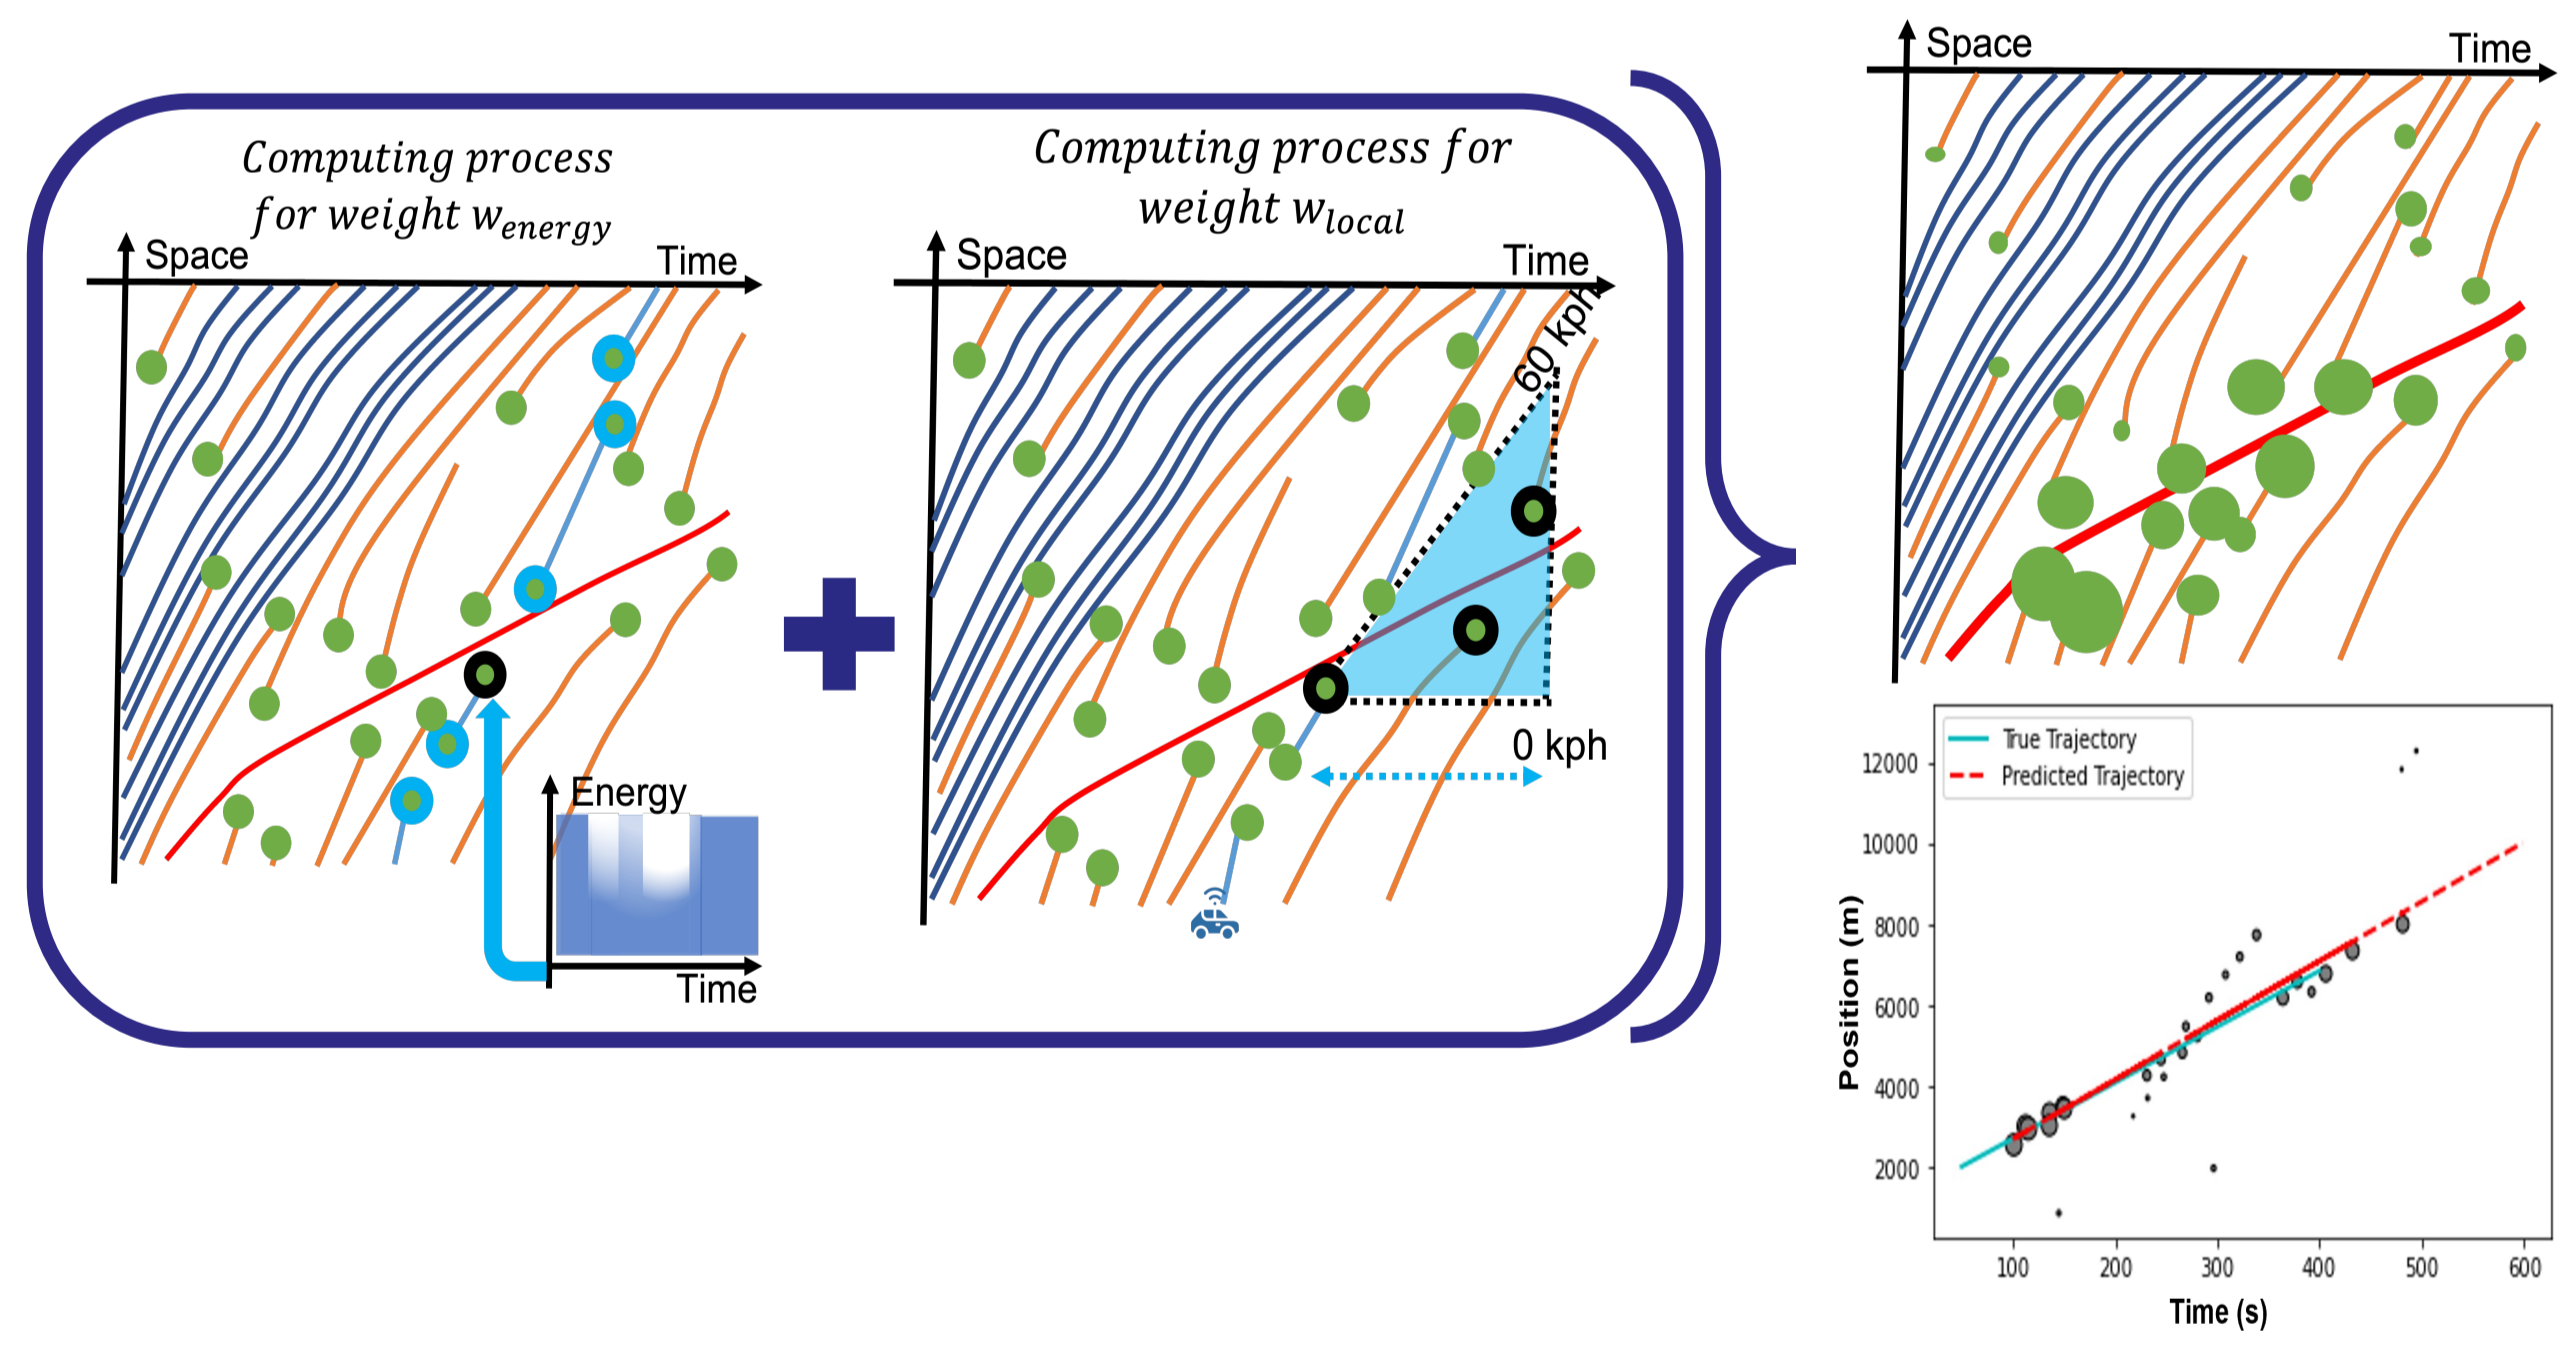 Computing process
for weight w_energy
Space
Time
Energy
Time
Computing process for
weight w_local
Space
Time
60 kph
0 kph
Space
Time
True Trajectory
Predicted Trajectory
12000
10000
8000
6000
4000
2000
Position (m)
100 200 300 400 500 600
Time (s)